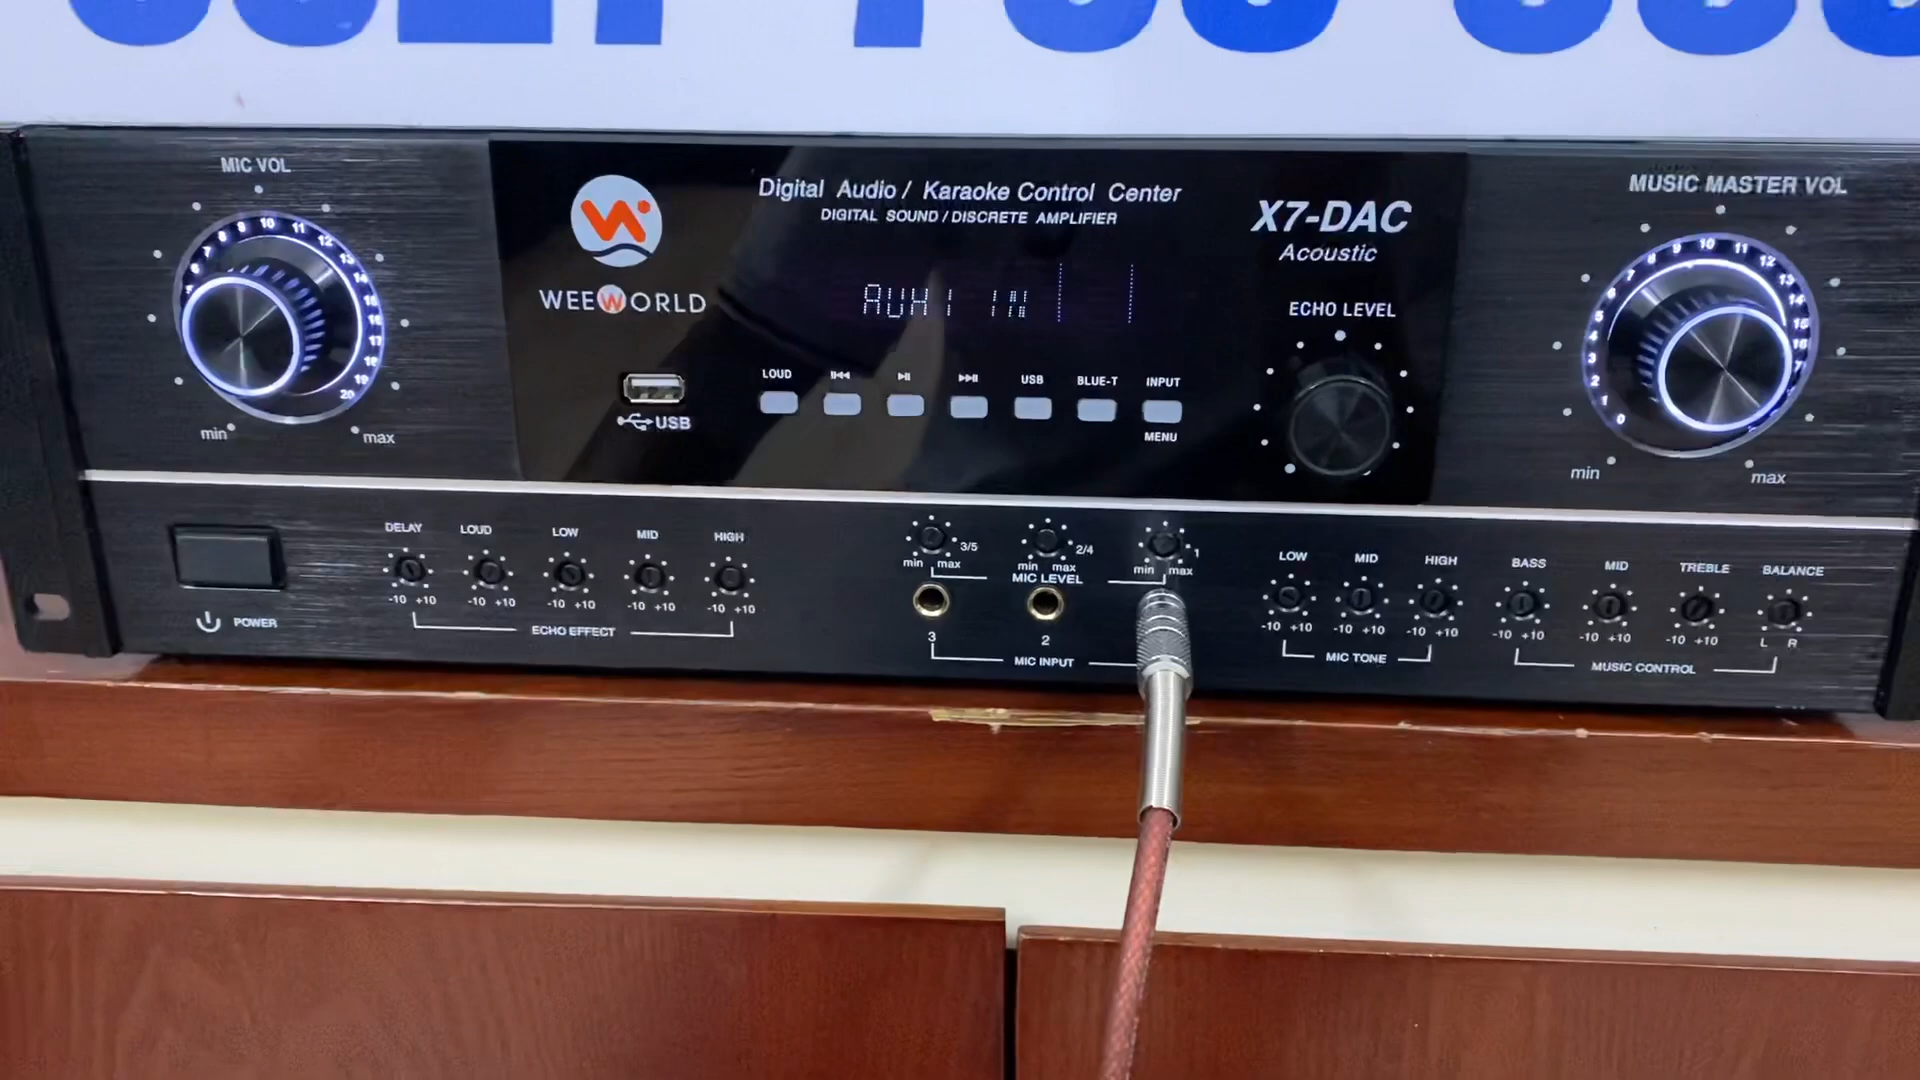 MIC VOL
min
max
WEEWORLD
USB
Digital Audio / Karaoke Control Center
DIGITAL SOUND / DISCRETE AMPLIFIER
AUX1 IN
LOUD
USB
BLUE-T
INPUT
MENU
X7-DAC
Acoustic
ECHO LEVEL
MUSIC MASTER VOL
min
max
POWER
DELAY LOUD LOW MID HIGH
-10 +10 -10 +10 -10 +10 -10 +10 -10 +10
ECHO EFFECT
3/5 2/4 1
min max min max min max
MIC LEVEL
3 2
MIC INPUT
LOW MID HIGH
-10 +10 -10 +10 -10 +10
MIC TONE
BASS MID TREBLE BALANCE
-10 +10 -10 +10 -10 +10 L R
MUSIC CONTROL